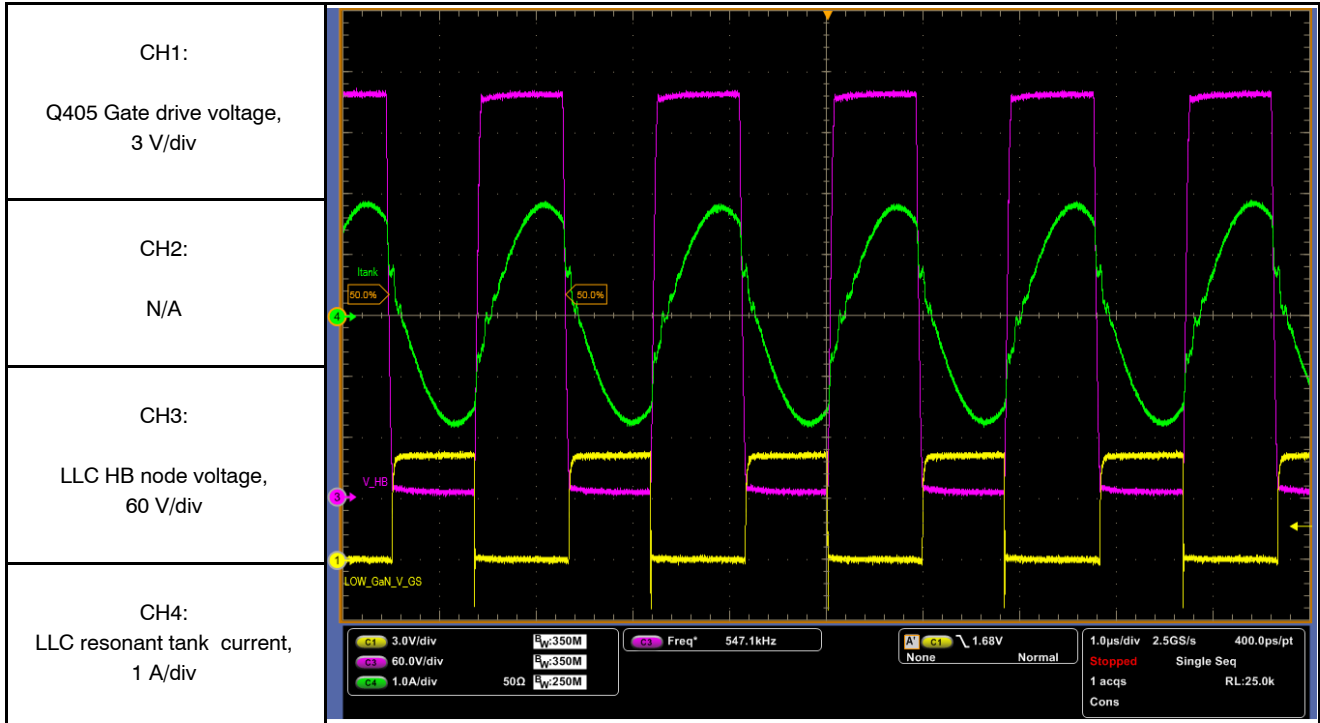 CH1:
Q405 Gate drive voltage,
3 V/div
CH2:
N/A
CH3:
LLC HB node voltage,
60 V/div
CH4:
LLC resonant tank current,
1 A/div
Itank
50.0%
50.0%
4
V_HB
3
1
LOW_GaN_V_GS
C1 3.0V/div BW:350M
C3 60.0V/div BW:350M
C4 1.0A/div 50Ω BW:250M
C3 Freq* 547.1kHz
A' C1 1.68V
None Normal
1.0µs/div 2.5GS/s 400.0ps/pt
Stopped Single Seq
1 acqs RL:25.0k
Cons